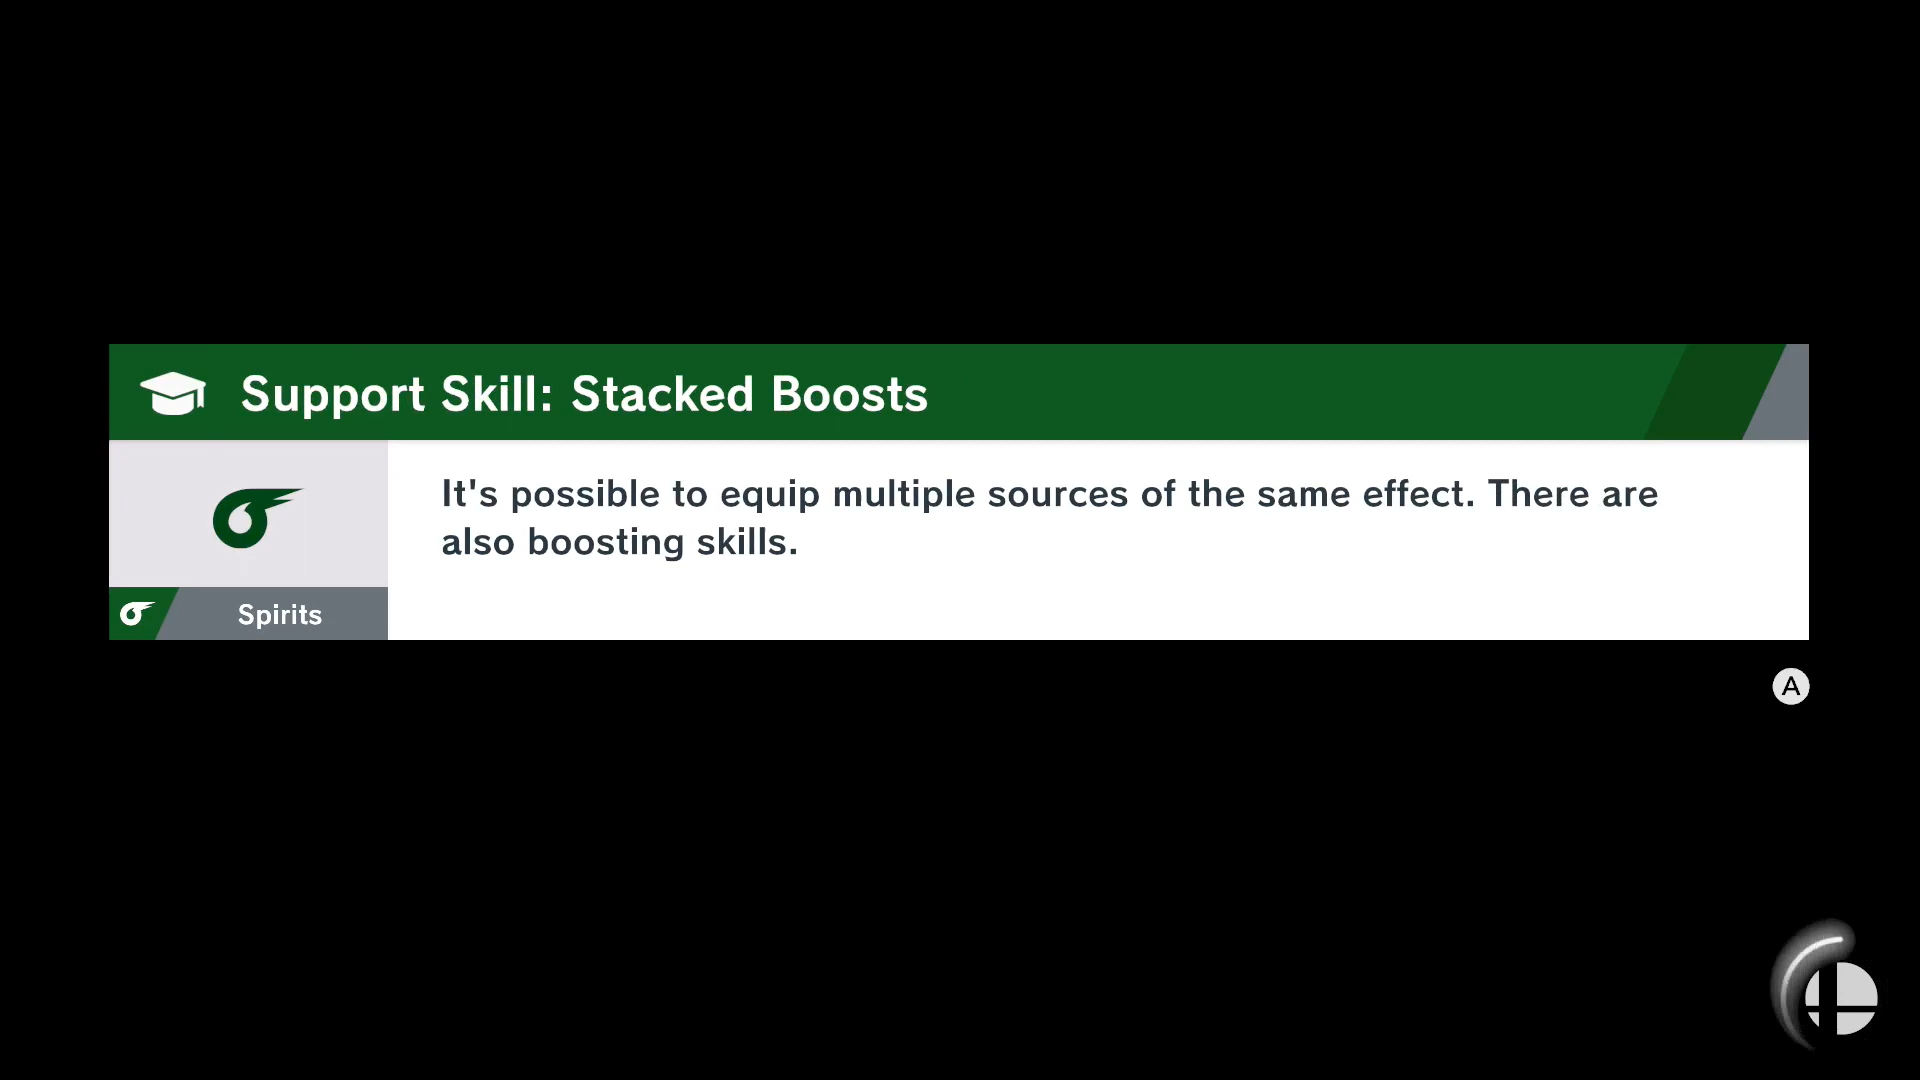 Support Skill: Stacked Boosts
It's possible to equip multiple sources of the same effect. There are
also boosting skills.
Spirits
A